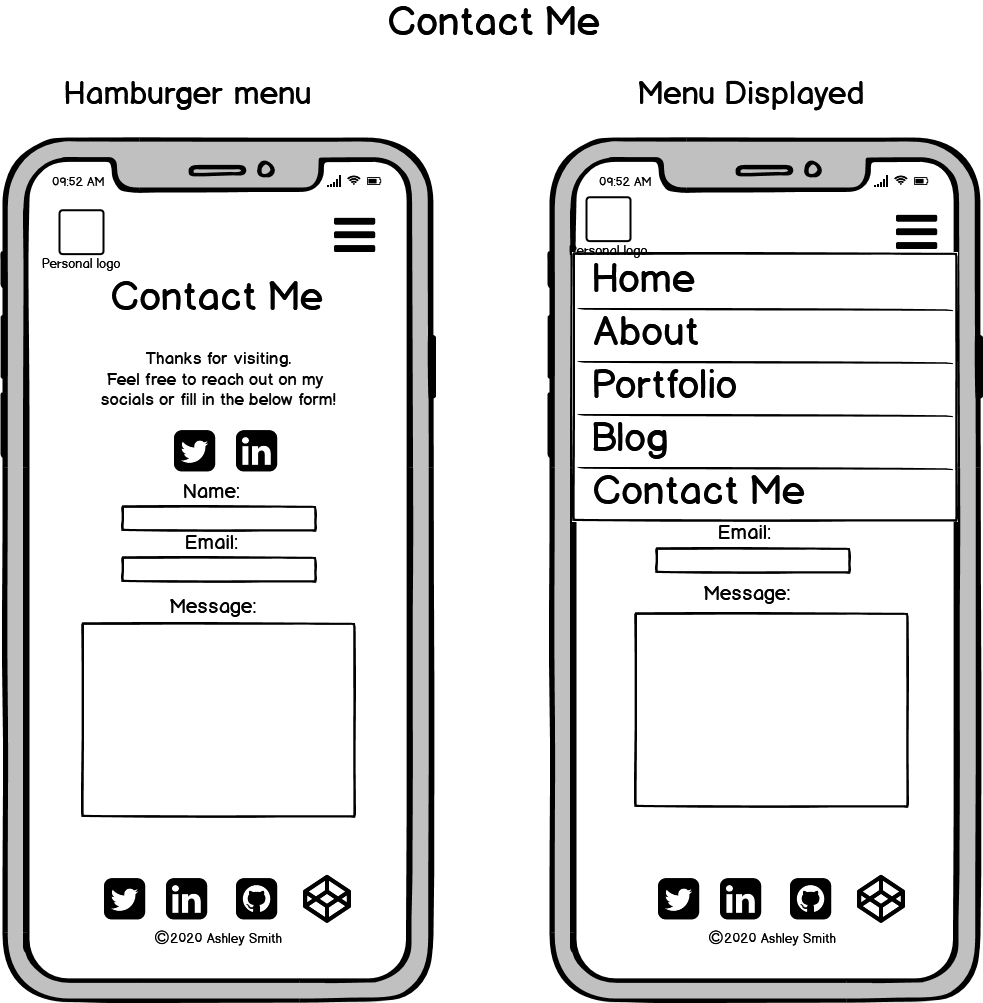 Contact Me
Hamburger menu
Menu Displayed
09:52 AM
Personal logo
Contact Me
Thanks for visiting.
Feel free to reach out on my
socials or fill in the below form!
Name:
Email:
Message:
©2020 Ashley Smith
09:52 AM
Personal logo
Home
About
Portfolio
Blog
Contact Me
Email:
Message:
©2020 Ashley Smith